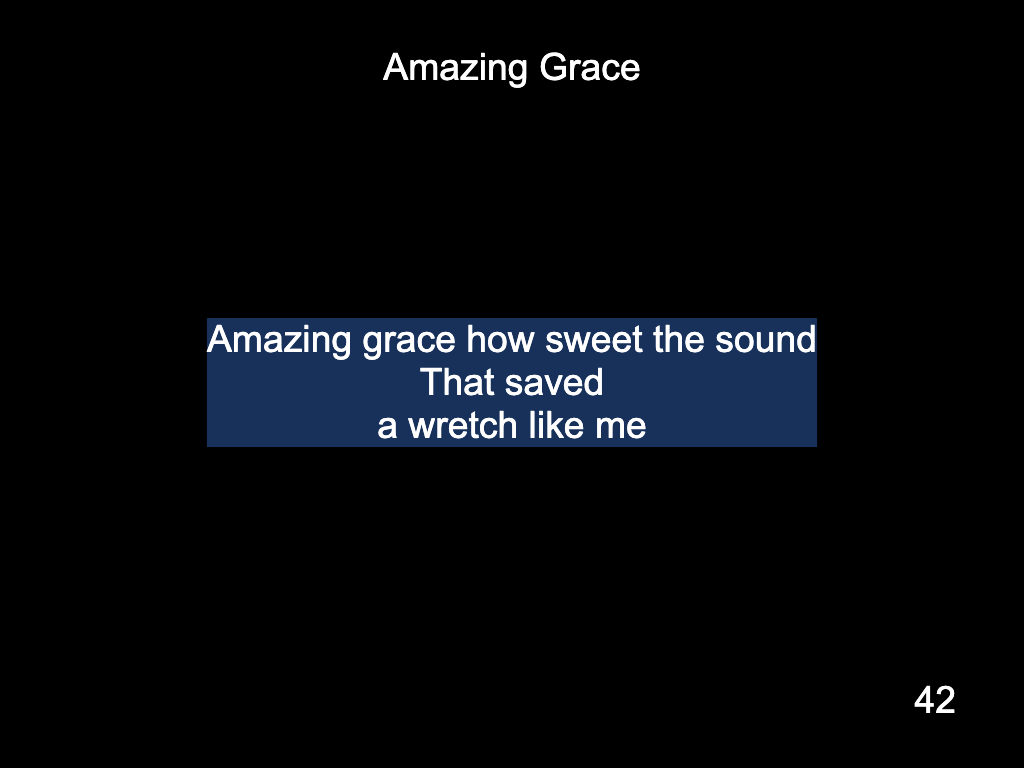 Amazing Grace
Amazing grace how sweet the sound
That saved
a wretch like me
42